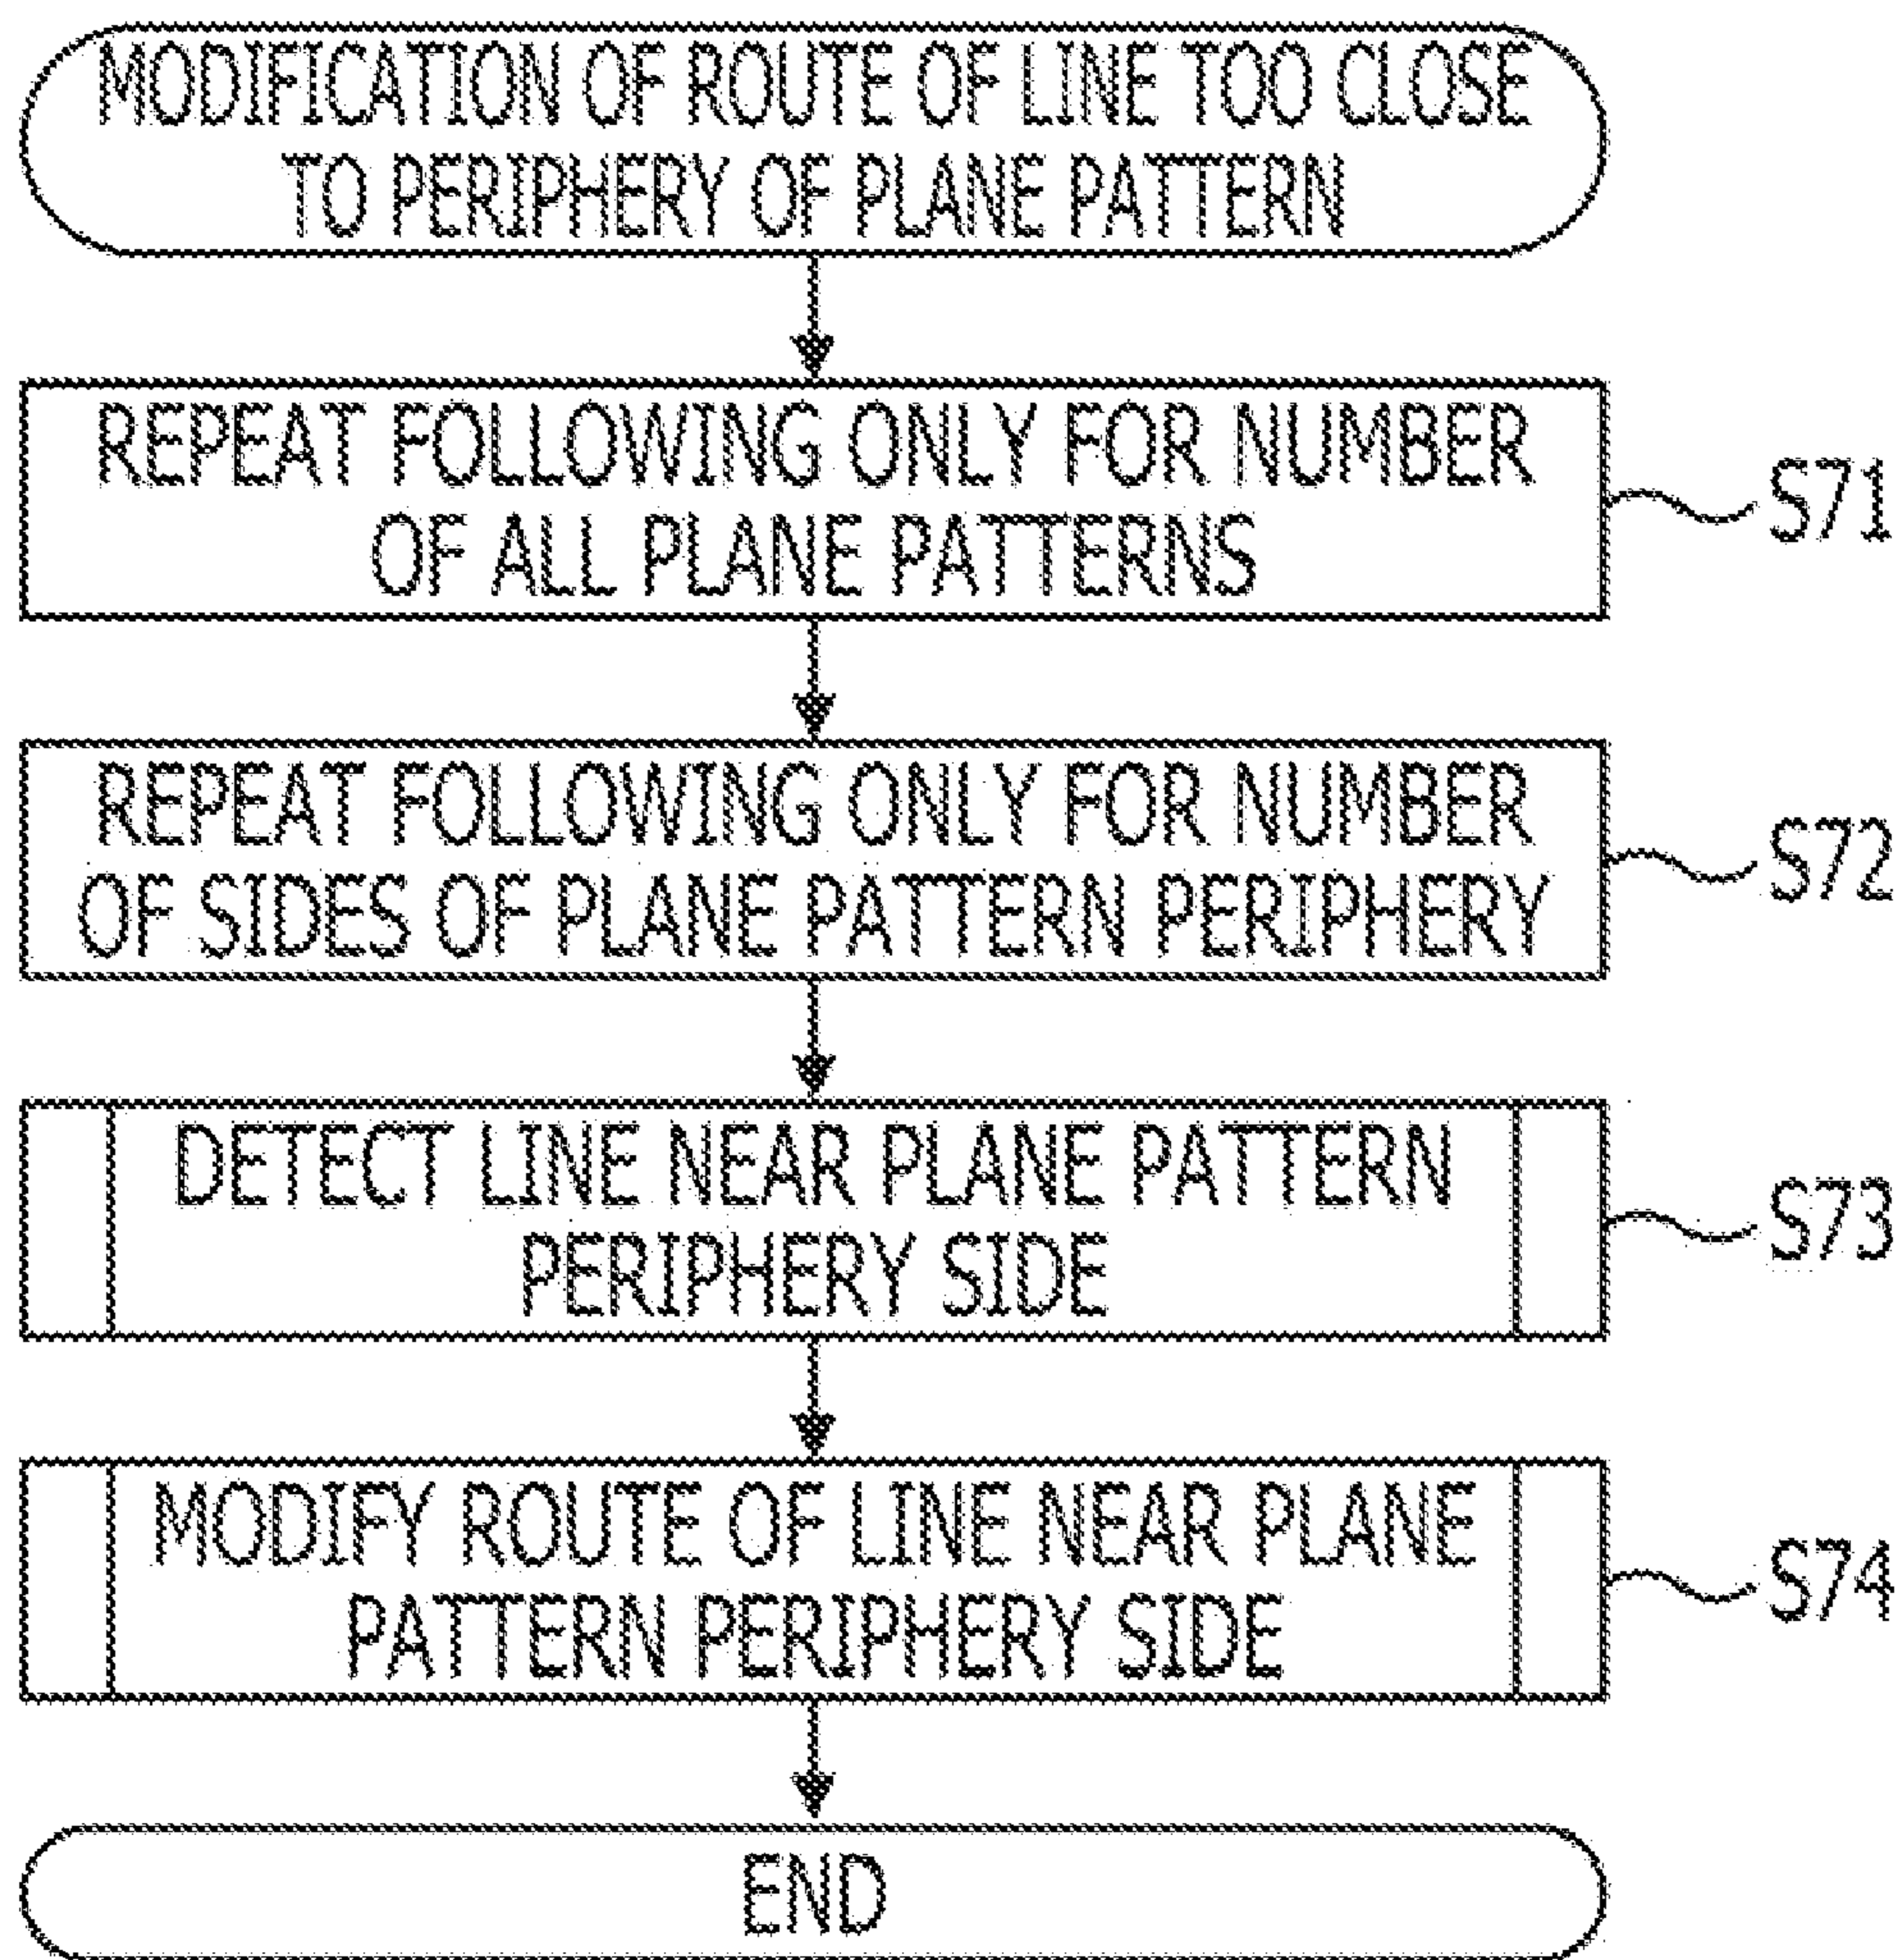 MODIFICATION OF ROUTE OF LINE TOO CLOSE
TO PERIPHERY OF PLANE PATTERN
REPEAT FOLLOWING ONLY FOR NUMBER
OF ALL PLANE PATTERNS
S71
REPEAT FOLLOWING ONLY FOR NUMBER
OF SIDES OF PLANE PATTERN PERIPHERY
S72
DETECT LINE NEAR PLANE PATTERN
PERIPHERY SIDE
S73
MODIFY ROUTE OF LINE NEAR PLANE
PATTERN PERIPHERY SIDE
S74
END